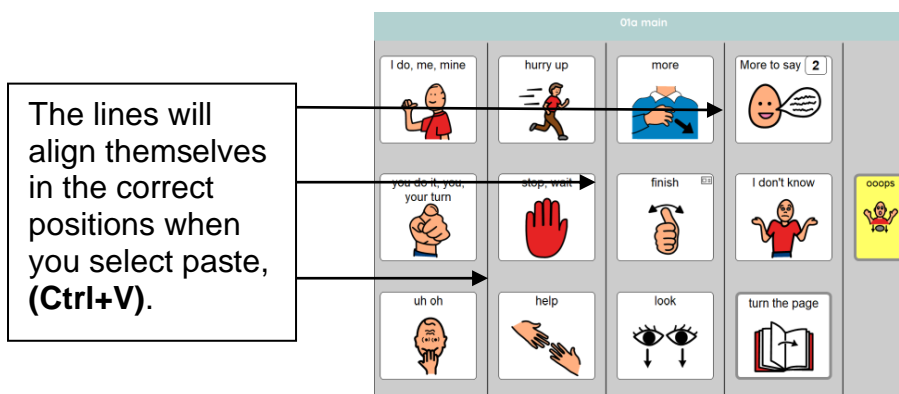 01a main
The lines will
align themselves
in the correct
positions when
you select paste,
(Ctrl+V).
I do, me, mine
hurry up
more
More to say 2
you do it, you,
your turn
stop, wait
finish
I don't know
ooops
uh oh
help
look
turn the page